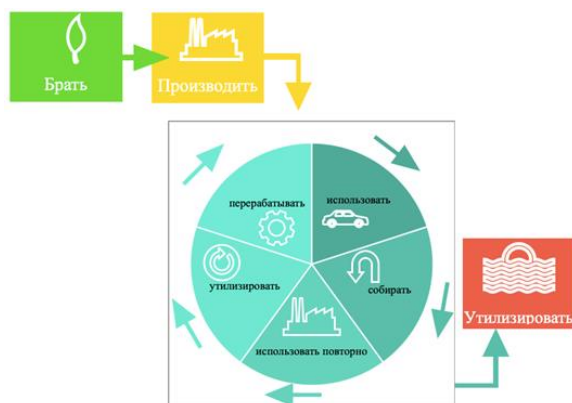 Брать
Производить
перерабатывать
использовать
утилизировать
собирать
использовать повторно
Утилизировать